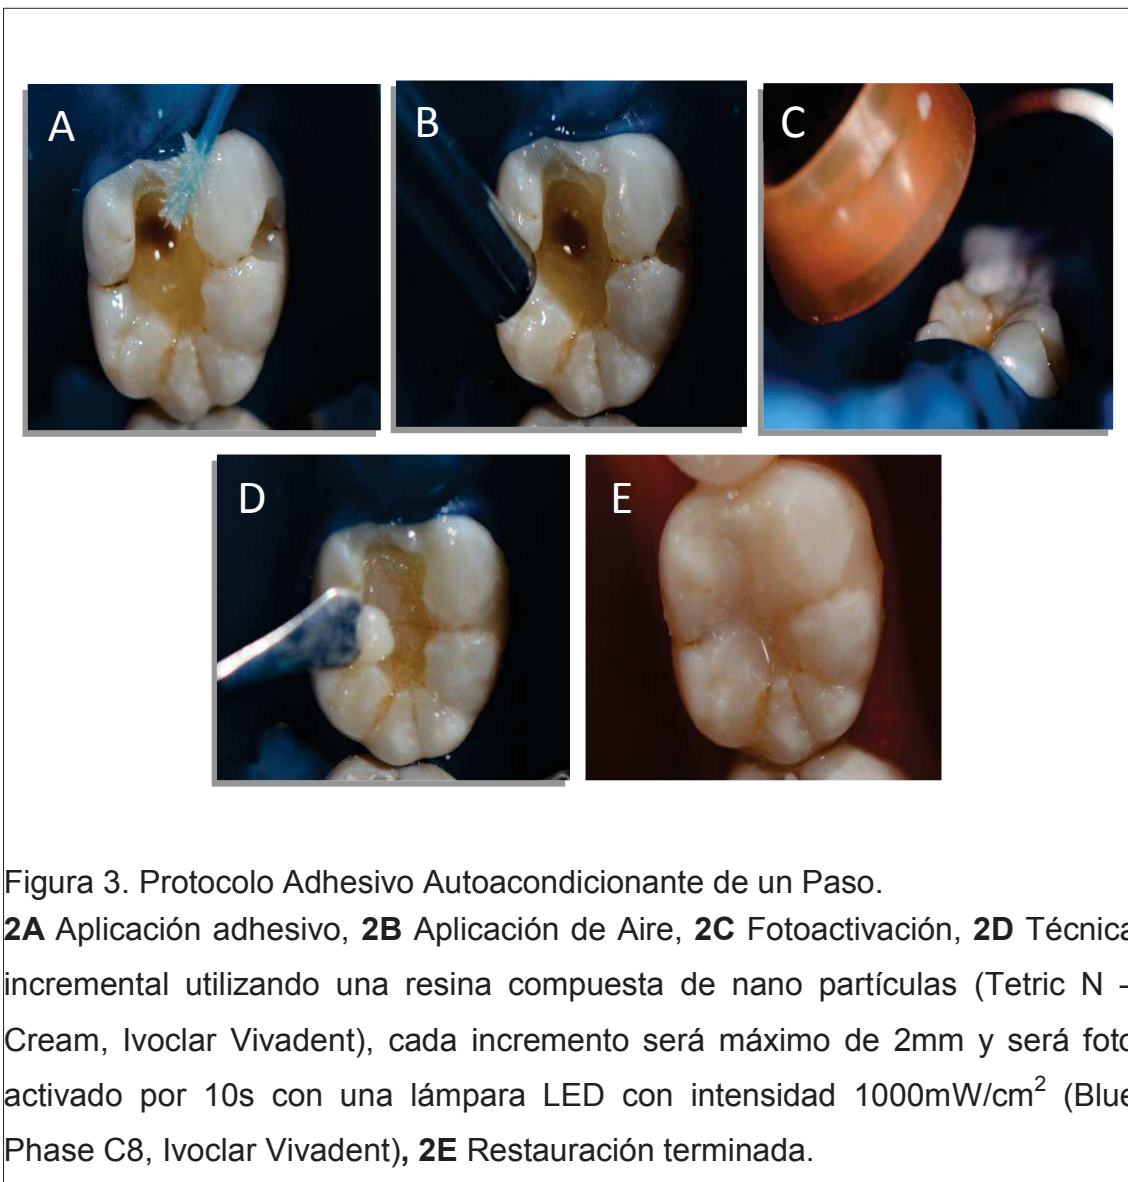 A
B
C
D
E
Figura 3. Protocolo Adhesivo Autoacondicionante de un Paso.
2A Aplicación adhesivo, 2B Aplicación de Aire, 2C Fotoactivación, 2D Técnica
incremental utilizando una resina compuesta de nano partículas (Tetric N –
Cream, Ivoclar Vivadent), cada incremento será máximo de 2mm y será foto
activado por 10s con una lámpara LED con intensidad 1000mW/cm² (Blue
Phase C8, Ivoclar Vivadent), 2E Restauración terminada.